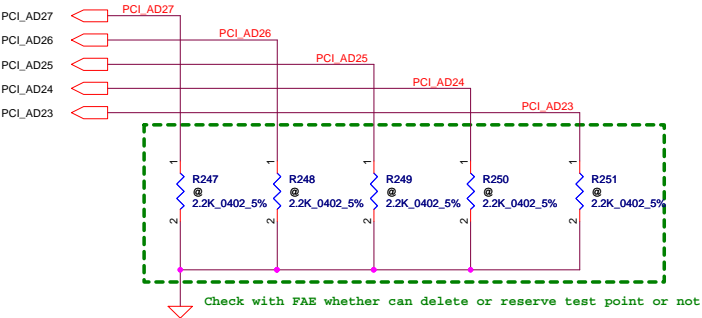 PCI_AD27 PCI_AD27
PCI_AD26 PCI_AD26
PCI_AD25 PCI_AD25
PCI_AD24 PCI_AD24
PCI_AD23 PCI_AD23
1 1 1 1 1
R247 R248 R249 R250 R251
@ @ @ @ @
2.2K_0402_5% 2.2K_0402_5% 2.2K_0402_5% 2.2K_0402_5% 2.2K_0402_5%
2 2 2 2 2
Check with FAE whether can delete or reserve test point or not